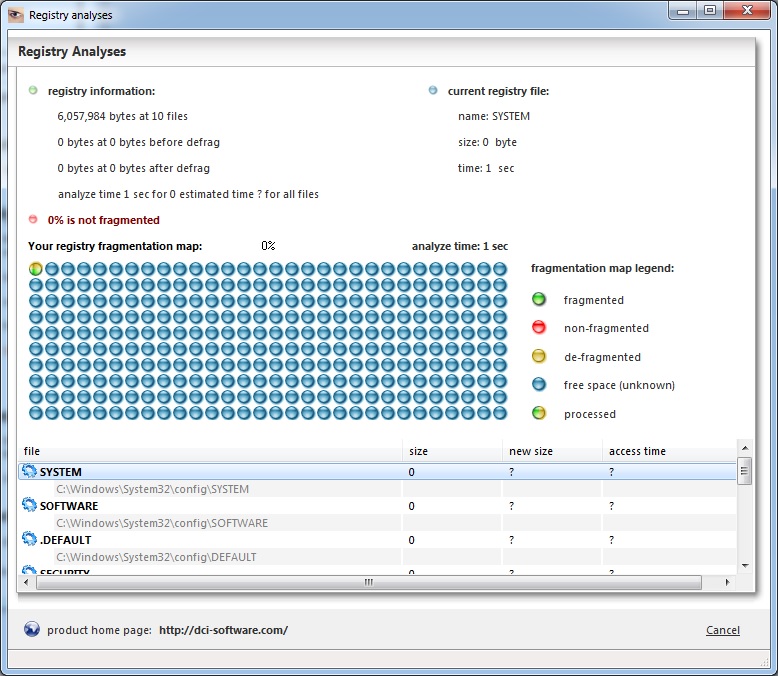 Registry analyses
Registry Analyses
registry information:
6,057,984 bytes at 10 files
0 bytes at 0 bytes before defrag
0 bytes at 0 bytes after defrag
analyze time 1 sec for 0 estimated time ? for all files
current registry file:
name: SYSTEM
size: 0 byte
time: 1 sec
0% is not fragmented
Your registry fragmentation map: 0% analyze time: 1 sec
fragmentation map legend:
fragmented
non-fragmented
de-fragmented
free space (unknown)
processed
file size new size access time
SYSTEM 0 ? ?
C:\Windows\System32\config\SYSTEM
SOFTWARE 0 ? ?
C:\Windows\System32\config\SOFTWARE
.DEFAULT 0 ? ?
C:\Windows\System32\config\DEFAULT
SECURITY 0 ? ?
product home page: http://dci-software.com/
Cancel